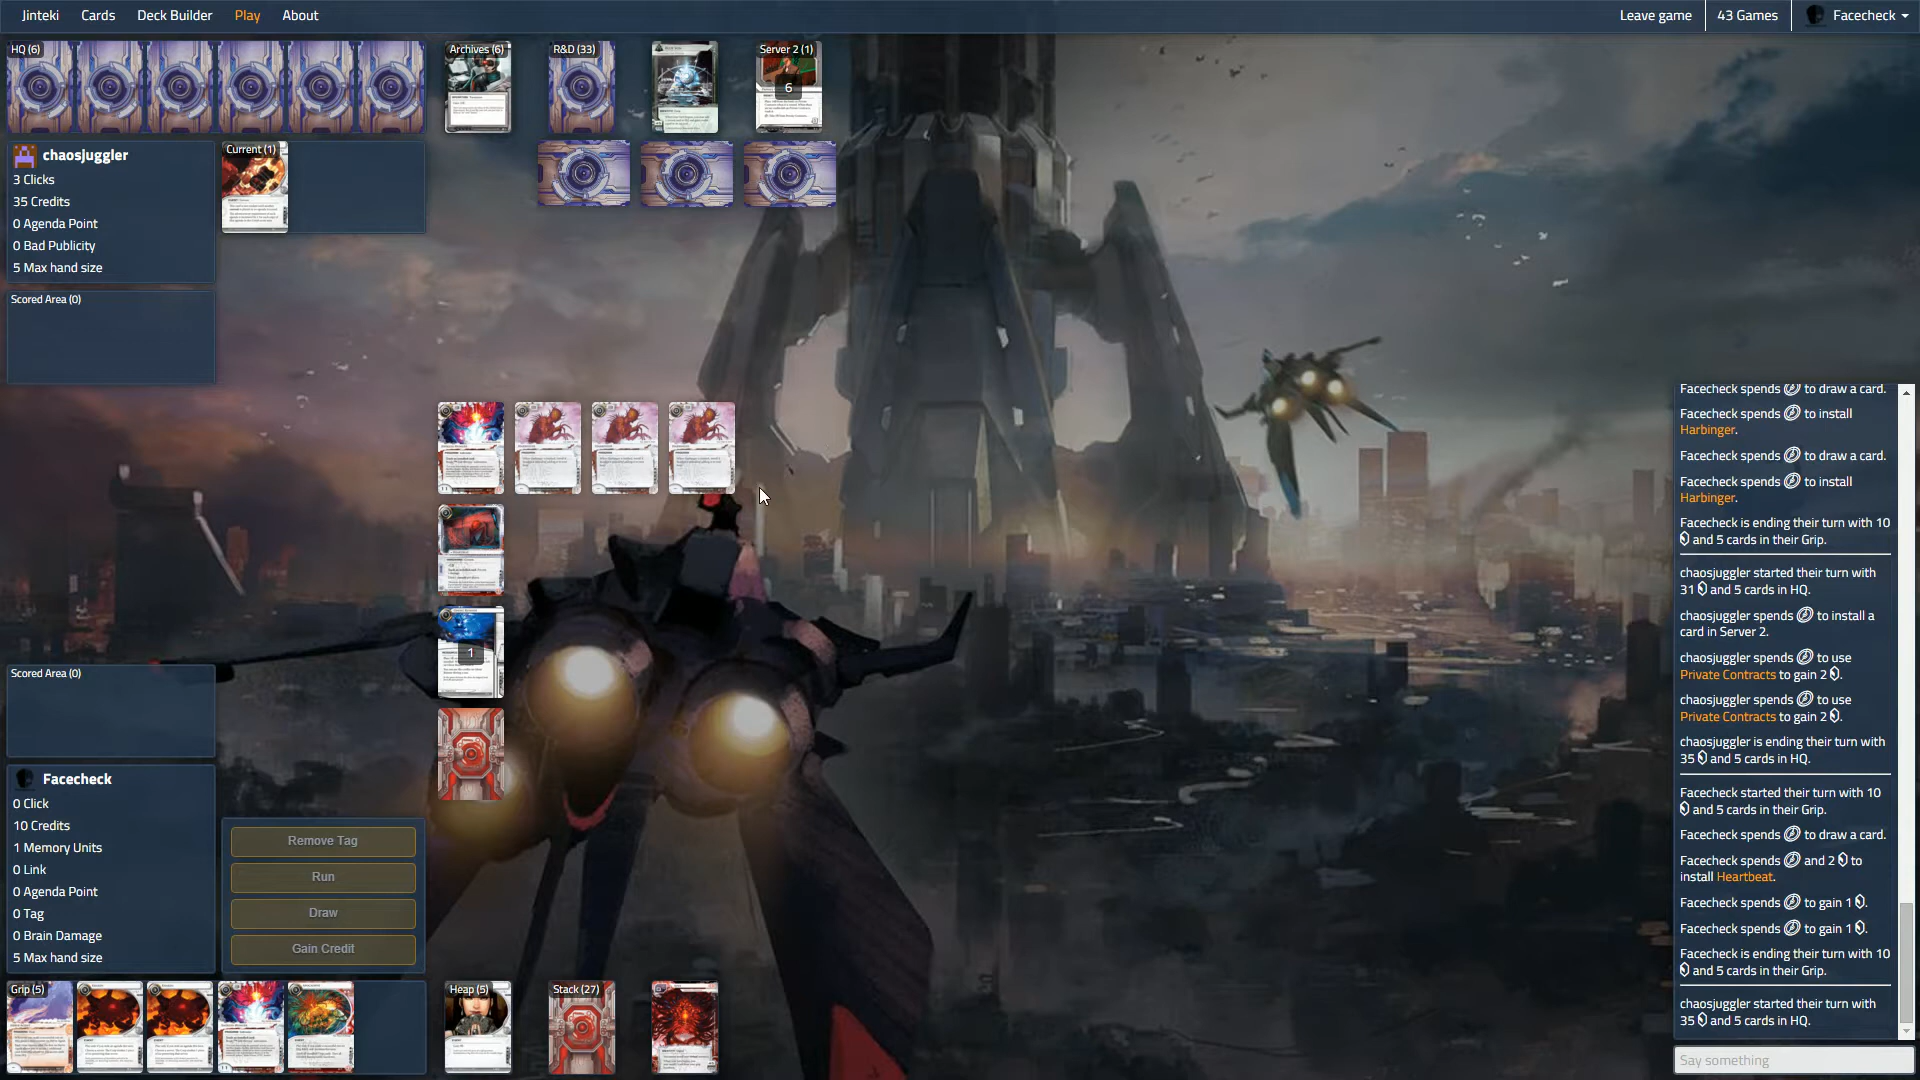 Jinteki
Cards
Deck Builder
Play
About
Leave game
43 Games
Facecheck
HQ (6)
Archives (6)
R&D (33)
Server 2 (1)
6
chaosjuggler
3 Clicks
35 Credits
0 Agenda Point
0 Bad Publicity
5 Max hand size
Current (1)
Scored Area (0)
1
Scored Area (0)
Facecheck
0 Click
10 Credits
1 Memory Units
0 Link
0 Agenda Point
0 Tag
0 Brain Damage
5 Max hand size
Remove Tag
Run
Draw
Gain Credit
Grip (5)
Heap (5)
Stack (27)
Facecheck spends to draw a card.
Facecheck spends to install
Harbinger.
Facecheck spends to draw a card.
Facecheck spends to install
Harbinger.
Facecheck is ending their turn with 10
and 5 cards in their Grip.
chaosjuggler started their turn with
31 and 5 cards in HQ.
chaosjuggler spends to install a
card in Server 2.
chaosjuggler spends to use
Private Contracts to gain 2 .
chaosjuggler spends to use
Private Contracts to gain 2 .
chaosjuggler is ending their turn with
35 and 5 cards in HQ.
Facecheck started their turn with 10
and 5 cards in their Grip.
Facecheck spends to draw a card.
Facecheck spends and 2 to
install Heartbeat.
Facecheck spends to gain 1 .
Facecheck spends to gain 1 .
Facecheck is ending their turn with 10
and 5 cards in their Grip.
chaosjuggler started their turn with
35 and 5 cards in HQ.
Say something